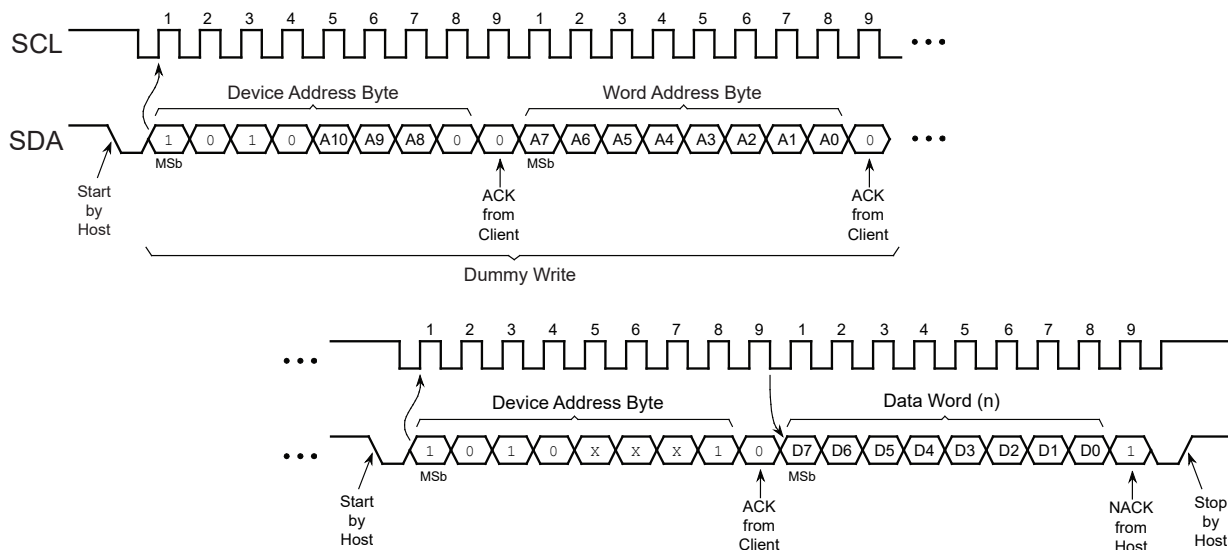 1 2 3 4 5 6 7 8 9 1 2 3 4 5 6 7 8 9
SCL
Device Address Byte Word Address Byte
SDA 1 0 1 0 A10 A9 A8 0 0 A7 A6 A5 A4 A3 A2 A1 A0 0
MSb MSb
Start
by
Host
ACK
from
Client
ACK
from
Client
Dummy Write
1 2 3 4 5 6 7 8 9 1 2 3 4 5 6 7 8 9
Device Address Byte Data Word (n)
1 0 1 0 X X X 1 0 D7 D6 D5 D4 D3 D2 D1 D0 1
MSb MSb
Start
by
Host
ACK
from
Client
NACK
from
Host
Stop
by
Host